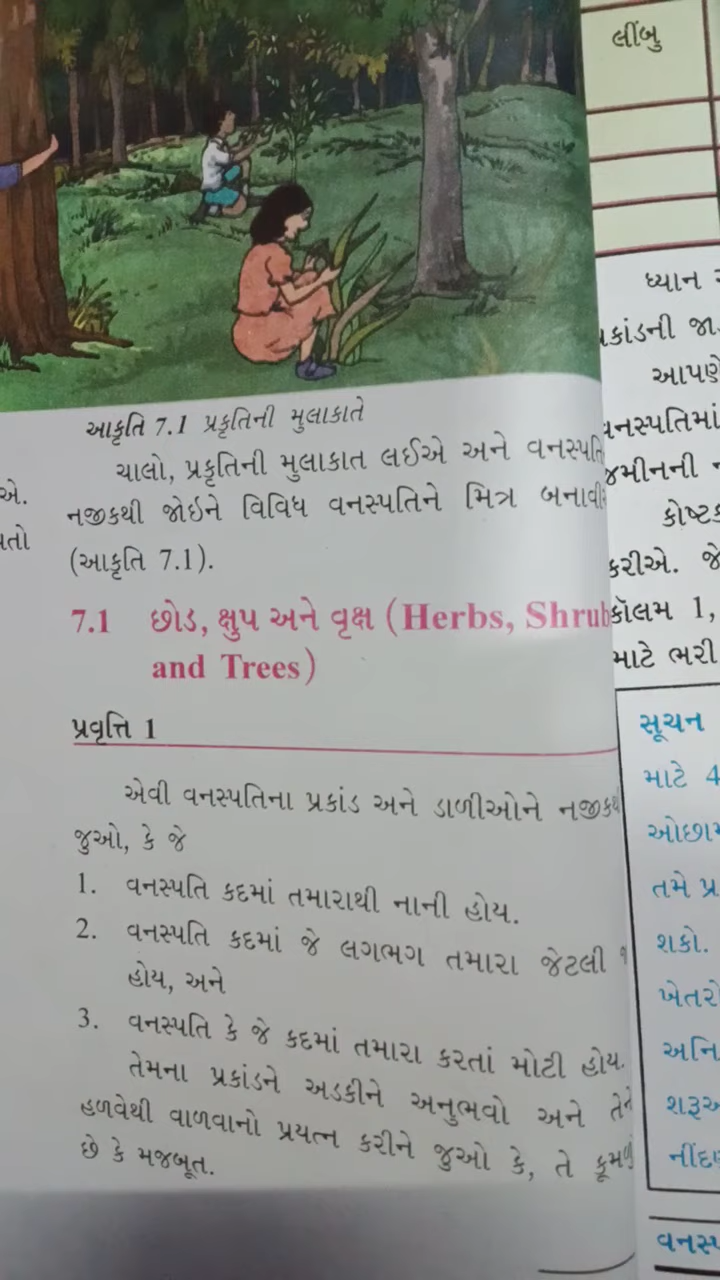 એ.
આકૃતિ 7.1 પ્રકૃતિની મુલાકાતે
ચાલો, પ્રકૃતિની મુલાકાત લઈએ અને વનસ્પતિ
નજીકથી જોઇને વિવિધ વનસ્પતિને મિત્ર બનાવી
(આકૃતિ 7.1).
7.1 છોડ, ક્ષુપ અને વૃક્ષ (Herbs, Shrub
and Trees)
પ્રવૃત્તિ 1
એવી વનસ્પતિના પ્રકાંડ અને ડાળીઓને નજીક
જુઓ, કે જે
1. વનસ્પતિ કદમાં તમારાથી નાની હોય.
2. વનસ્પતિ કદમાં જે લગભગ તમારા જેટલી
હોય, અને
3. વનસ્પતિ કે જે કદમાં તમારા કરતાં મોટી હોય.
તેમના પ્રકાંડને અડકીને અનુભવો અને તેને
હળવેથી વાળવાનો પ્રયત્ન કરીને જુઓ કે, તે કૂમળું
છે કે મજબૂત.
લીંબુ
ધ્યાન
કાંડની જા
આપણે
વનસ્પતિમાં
જમીનની
કોષ્ટક
કરીએ. જે
કૉલમ 1,
માટે ભરી
સૂચન
માટે 4
ઓછામ
તમે પ્ર
શકો.
ખેતરો
અનિ
શરૂઆ
નીંદણ
વનસ્પ